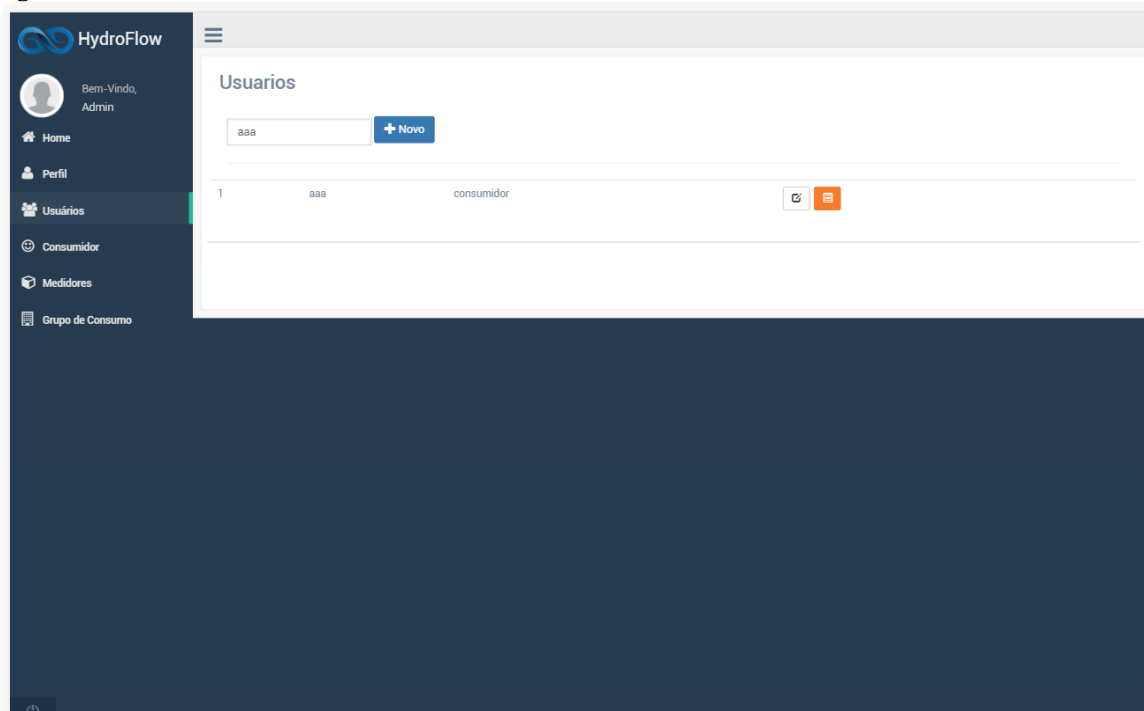 HydroFlow
Bem-Vindo,
Admin
Home
Perfil
Usuários
Consumidor
Medidores
Grupo de Consumo
Usuarios
aaa
Novo
1 aaa consumidor